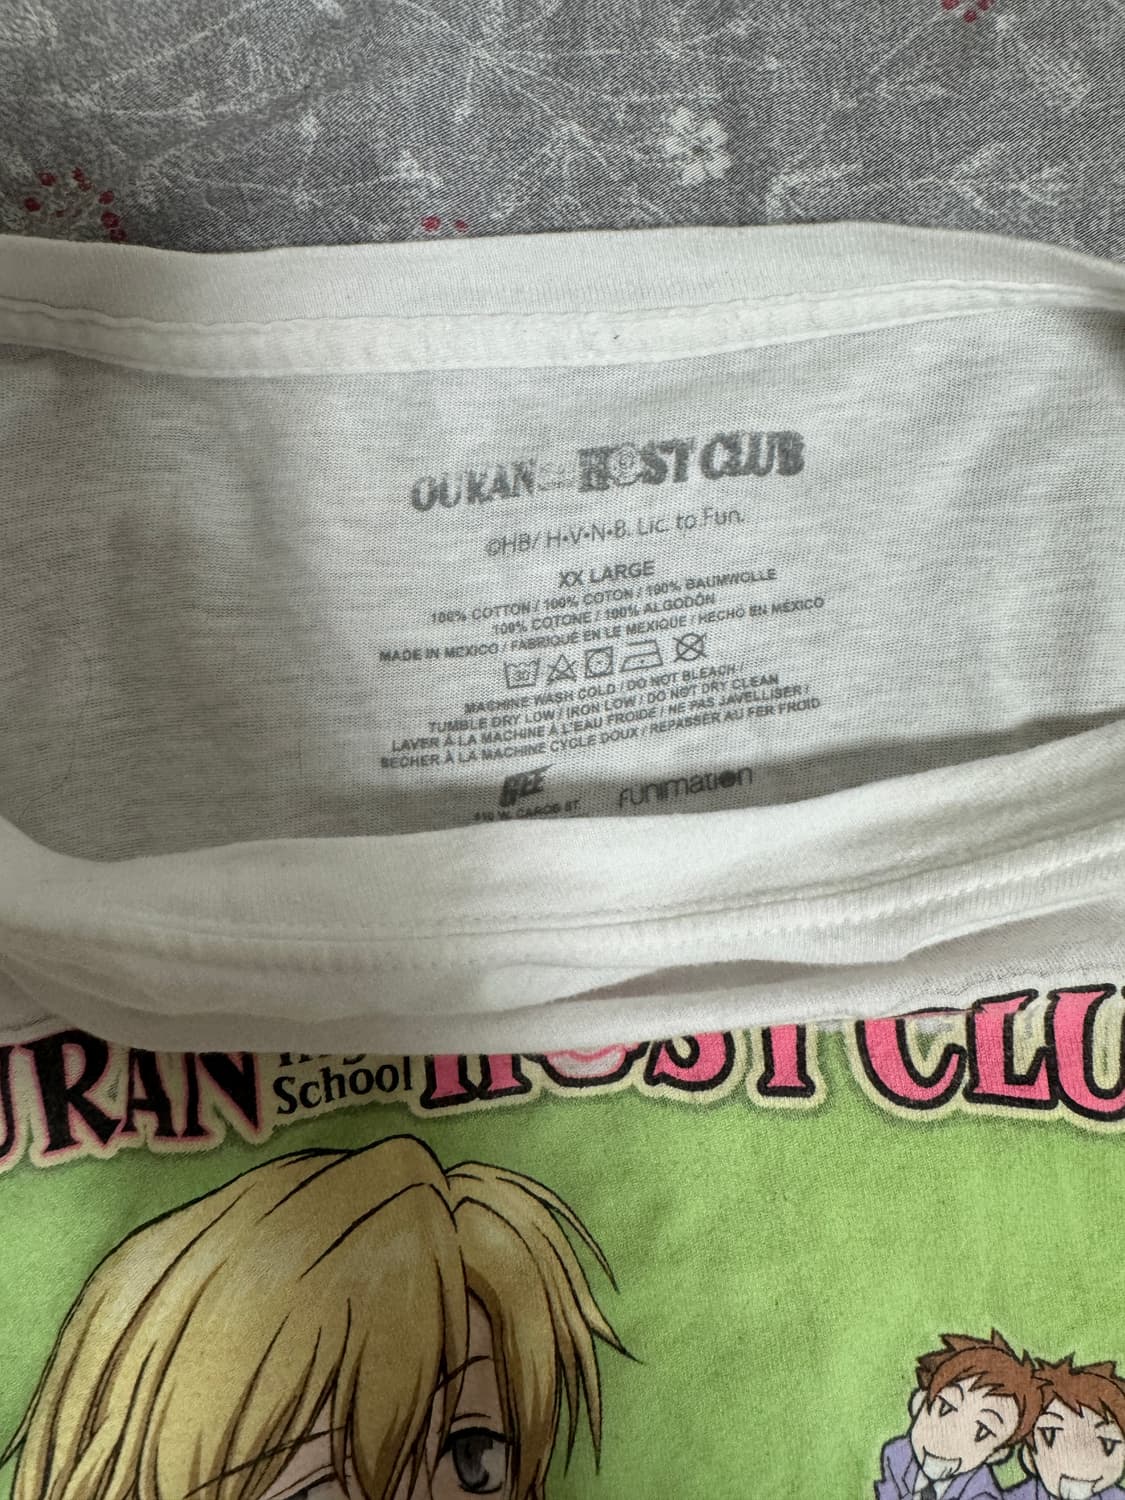 OURAN HOST CLUB
©HB/ H•V•N•B. Lic. to Fun.
XX LARGE
100% COTTON / 100% COTON / 100% BAUMWOLLE
100% COTONE / 100% ALGODÓN
MADE IN MEXICO / FABRIQUÉ EN LE MEXIQUE / HECHO EN MÉXICO
30
MACHINE WASH COLD / DO NOT BLEACH /
TUMBLE DRY LOW / IRON LOW / DO NOT DRY CLEAN
LAVER À LA MACHINE À L'EAU FROIDE / NE PAS JAVELLISER /
SECHER À LA MACHINE CYCLE DOUX / REPASSER AU FER FROID
FUNIMATION
URAN School HOST CLU